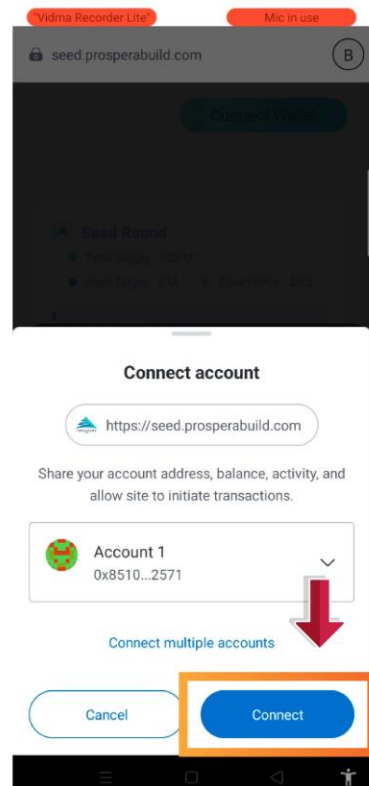 "Vidma Recorder Lite"
Mic in use
seed.prosperabuild.com
B
Connect Wallet
Seed Round
Connect account
https://seed.prosperabuild.com
Share your account address, balance, activity, and
allow site to initiate transactions.
Account 1
0x8510...2571
Connect multiple accounts
Cancel
Connect